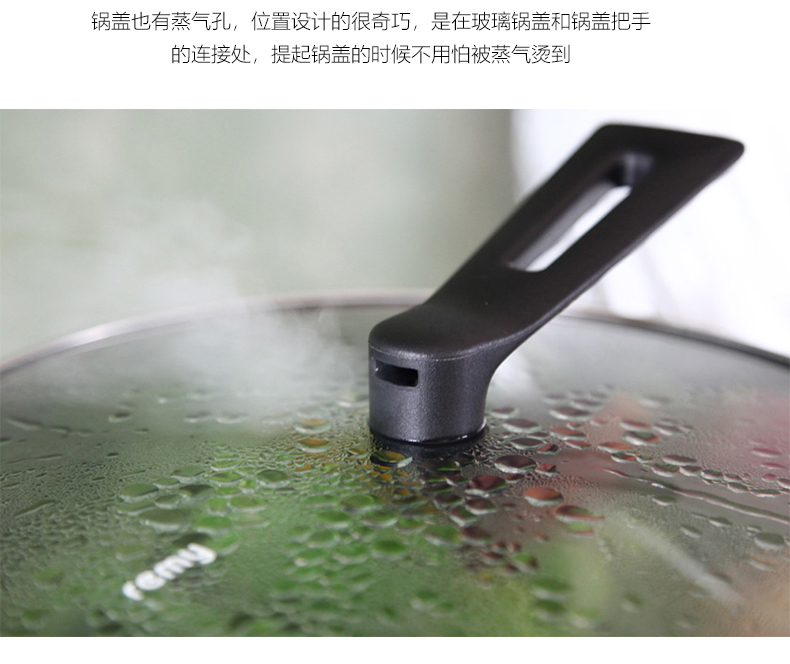 锅盖也有蒸气孔，位置设计的很奇巧，是在玻璃锅盖和锅盖把手
的连接处，提起锅盖的时候不用怕被蒸气烫到
remy